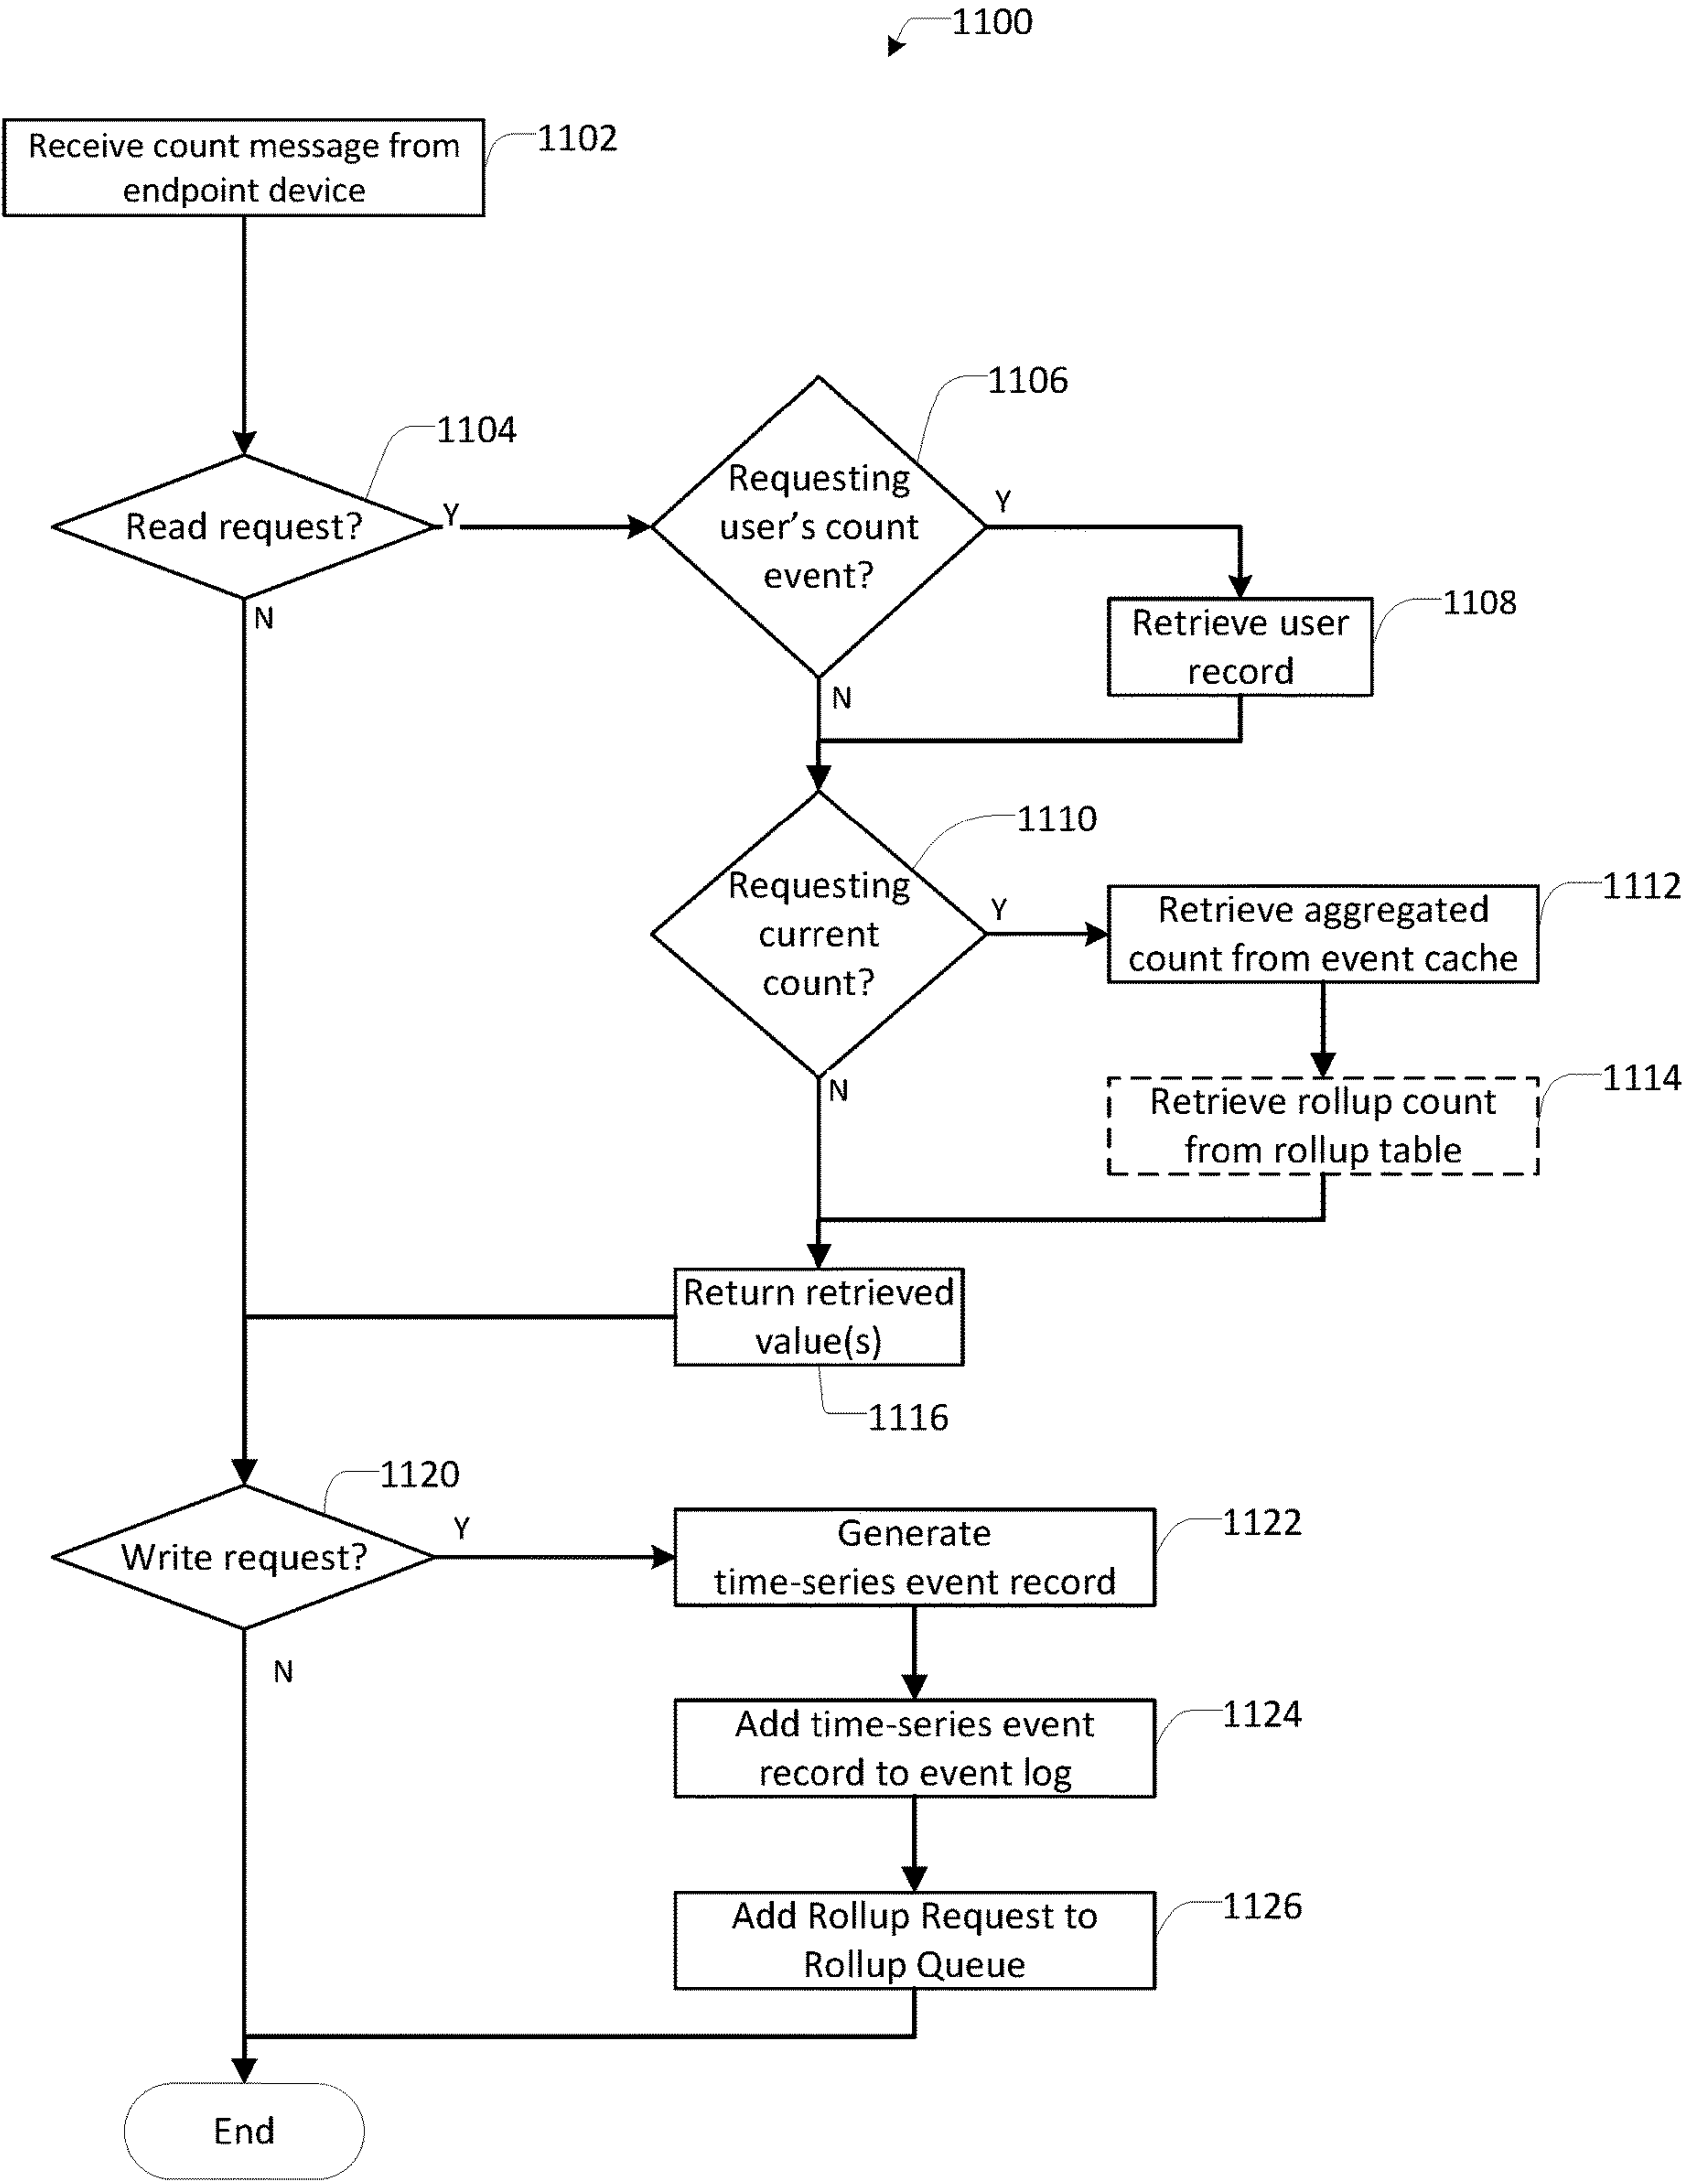 1100
Receive count message from
endpoint device
1102
1104
Read request?
Y
N
1106
Requesting
user's count
event?
Y
N
1108
Retrieve user
record
1110
Requesting
current
count?
Y
N
1112
Retrieve aggregated
count from event cache
1114
Retrieve rollup count
from rollup table
Return retrieved
value(s)
1116
1120
Write request?
Y
N
1122
Generate
time-series event record
1124
Add time-series event
record to event log
1126
Add Rollup Request to
Rollup Queue
End